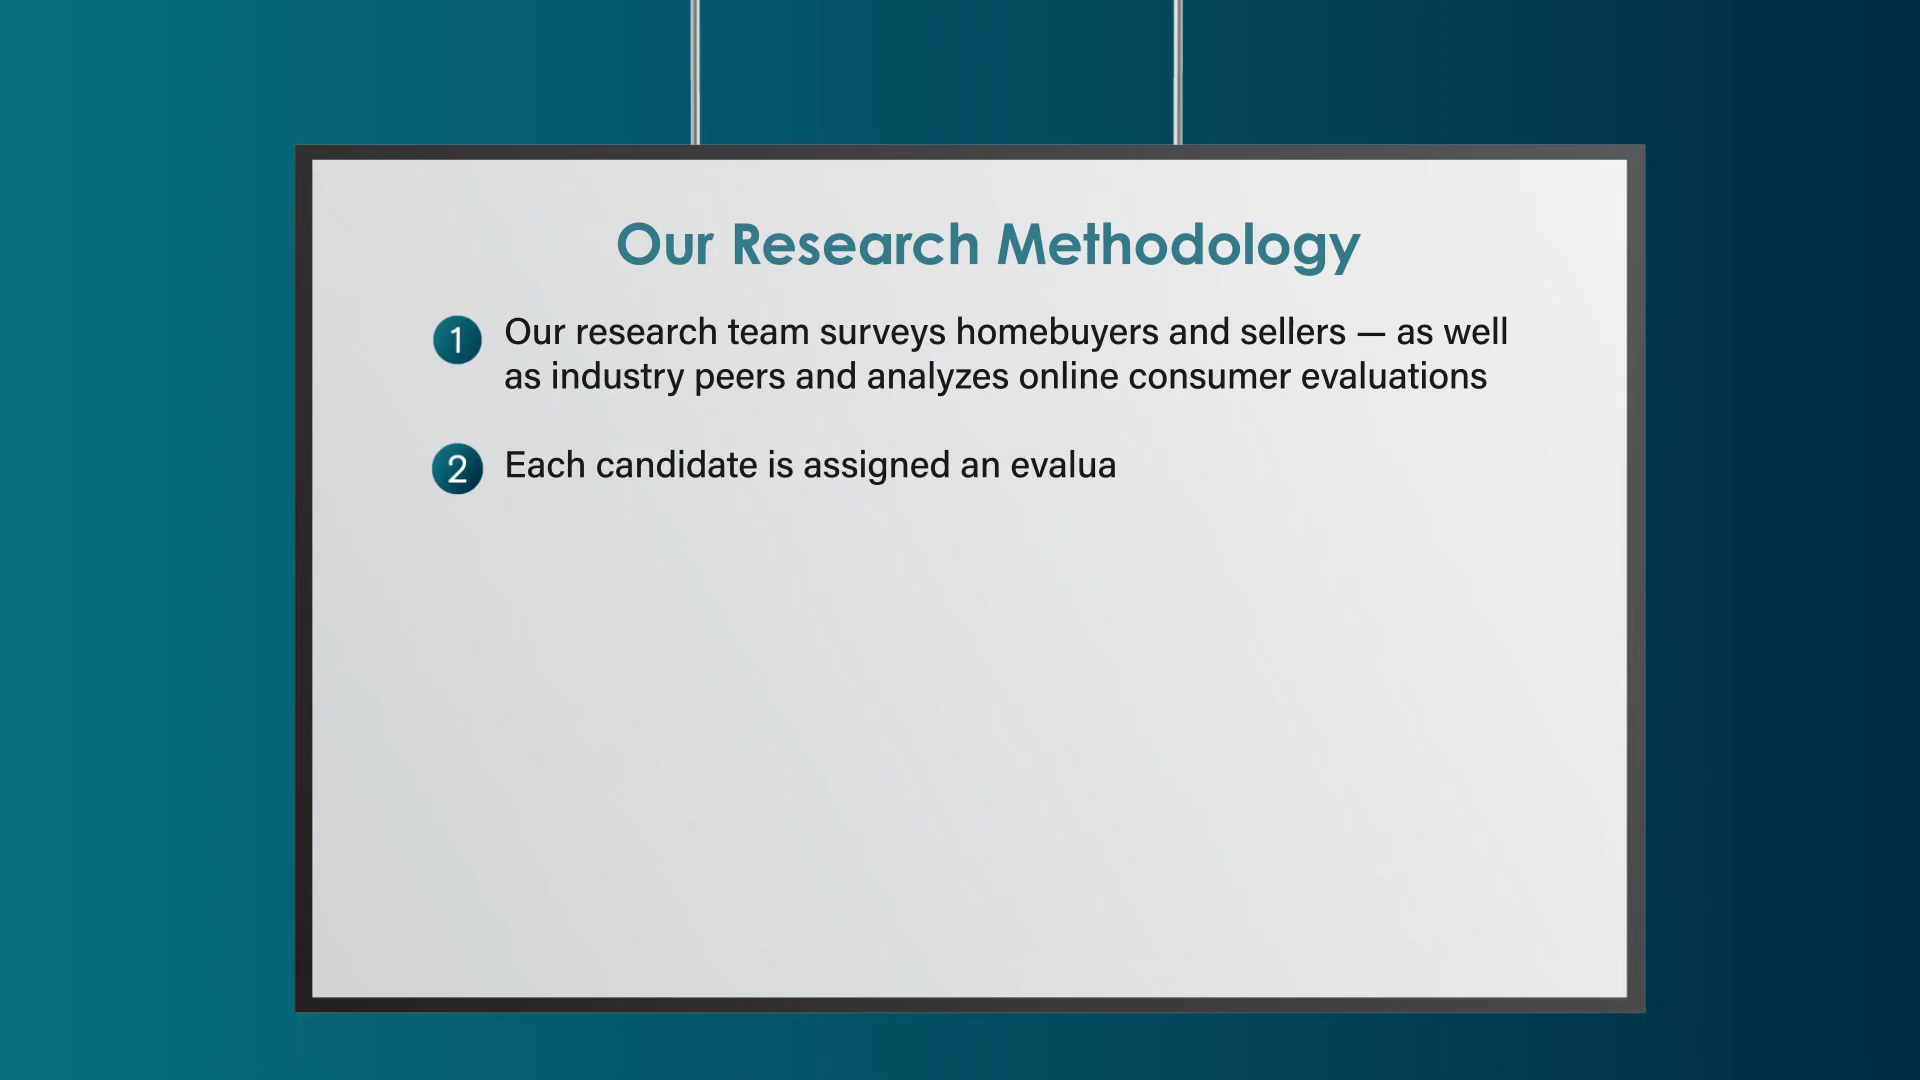 Our Research Methodology
1 Our research team surveys homebuyers and sellers — as well
as industry peers and analyzes online consumer evaluations
2 Each candidate is assigned an evalua